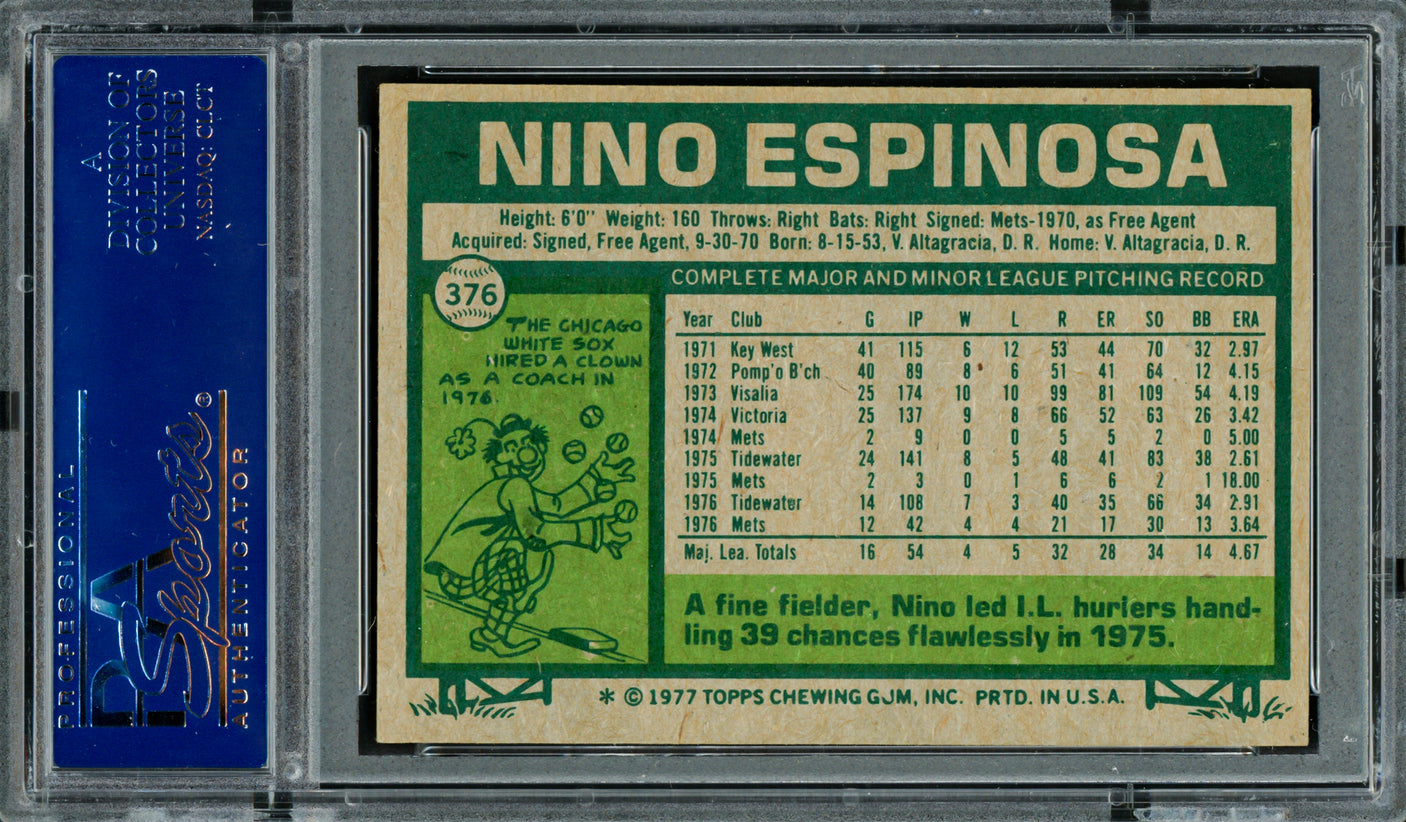 A
DIVISION OF
COLLECTORS
UNIVERSE
NASDAQ: CLCT
PROFESSIONAL
PSA
Sports®
AUTHENTICATOR
NINO ESPINOSA
Height: 6'0" Weight: 160 Throws: Right Bats: Right Signed: Mets-1970, as Free Agent
Acquired: Signed, Free Agent, 9-30-70 Born: 8-15-53, V. Altagracia, D. R. Home: V. Altagracia, D. R.
376
THE CHICAGO
WHITE SOX
HIRED A CLOWN
AS A COACH IN
1976.
COMPLETE MAJOR AND MINOR LEAGUE PITCHING RECORD
Year Club G IP W L R ER SO BB ERA
1971 Key West 41 115 6 12 53 44 70 32 2.97
1972 Pomp'o B'ch 40 89 8 6 51 41 64 12 4.15
1973 Visalia 25 174 10 10 99 81 109 54 4.19
1974 Victoria 25 137 9 8 66 52 63 26 3.42
1974 Mets 2 9 0 0 5 5 2 0 5.00
1975 Tidewater 24 141 8 5 48 41 83 38 2.61
1975 Mets 2 3 0 1 6 6 2 1 18.00
1976 Tidewater 14 108 7 3 40 35 66 34 2.91
1976 Mets 12 42 4 4 21 17 30 13 3.64
Maj. Lea. Totals 16 54 4 5 32 28 34 14 4.67
A fine fielder, Nino led I.L. hurlers hand-
ling 39 chances flawlessly in 1975.
* © 1977 TOPPS CHEWING GUM, INC. PRTD. IN U.S.A.